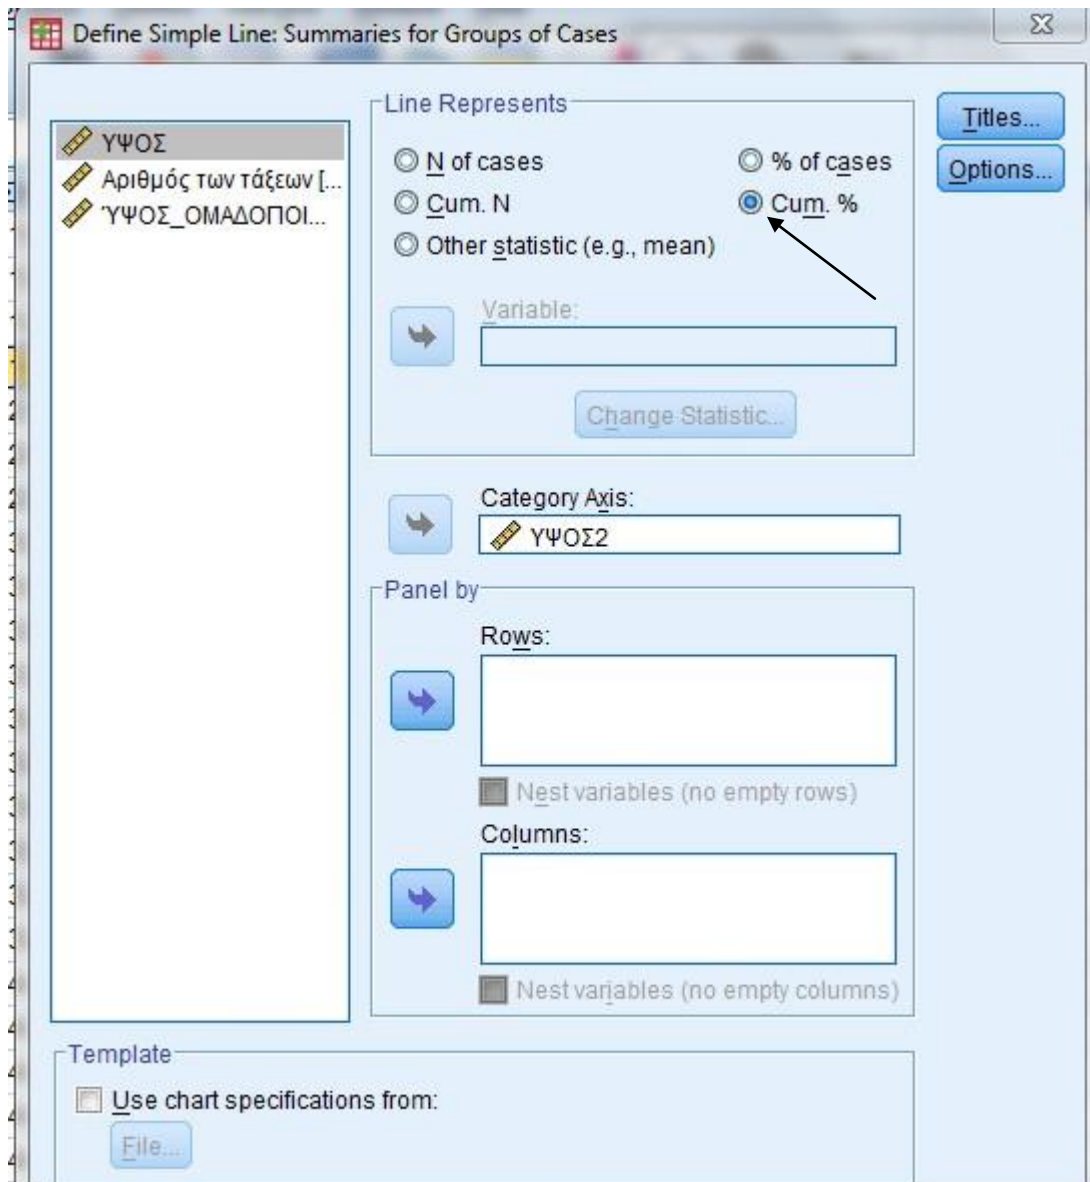 Define Simple Line: Summaries for Groups of Cases
ΥΨΟΣ
Αριθμός των τάξεων [...
ΎΨΟΣ_ΟΜΑΔΟΠΟΙ...
Line Represents
N of cases
% of cases
Cum. N
Cum. %
Other statistic (e.g., mean)
Variable:
Change Statistic...
Category Axis:
ΥΨΟΣ2
Panel by
Rows:
Nest variables (no empty rows)
Columns:
Nest variables (no empty columns)
Titles...
Options...
Template
Use chart specifications from:
File...